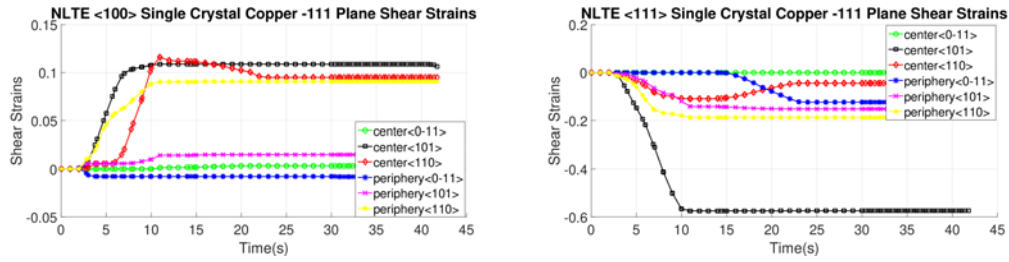 NLTE <100> Single Crystal Copper -111 Plane Shear Strains
0.15
0.1
0.05
0
-0.05
Shear Strains
center<0-11>
center<101>
center<110>
periphery<0-11>
periphery<101>
periphery<110>
0 5 10 15 20 25 30 35 40 45
Time(s)
NLTE <111> Single Crystal Copper -111 Plane Shear Strains
0.2
0
-0.2
-0.4
-0.6
Shear Strains
center<0-11>
center<101>
center<110>
periphery<0-11>
periphery<101>
periphery<110>
0 5 10 15 20 25 30 35 40 45
Time(s)